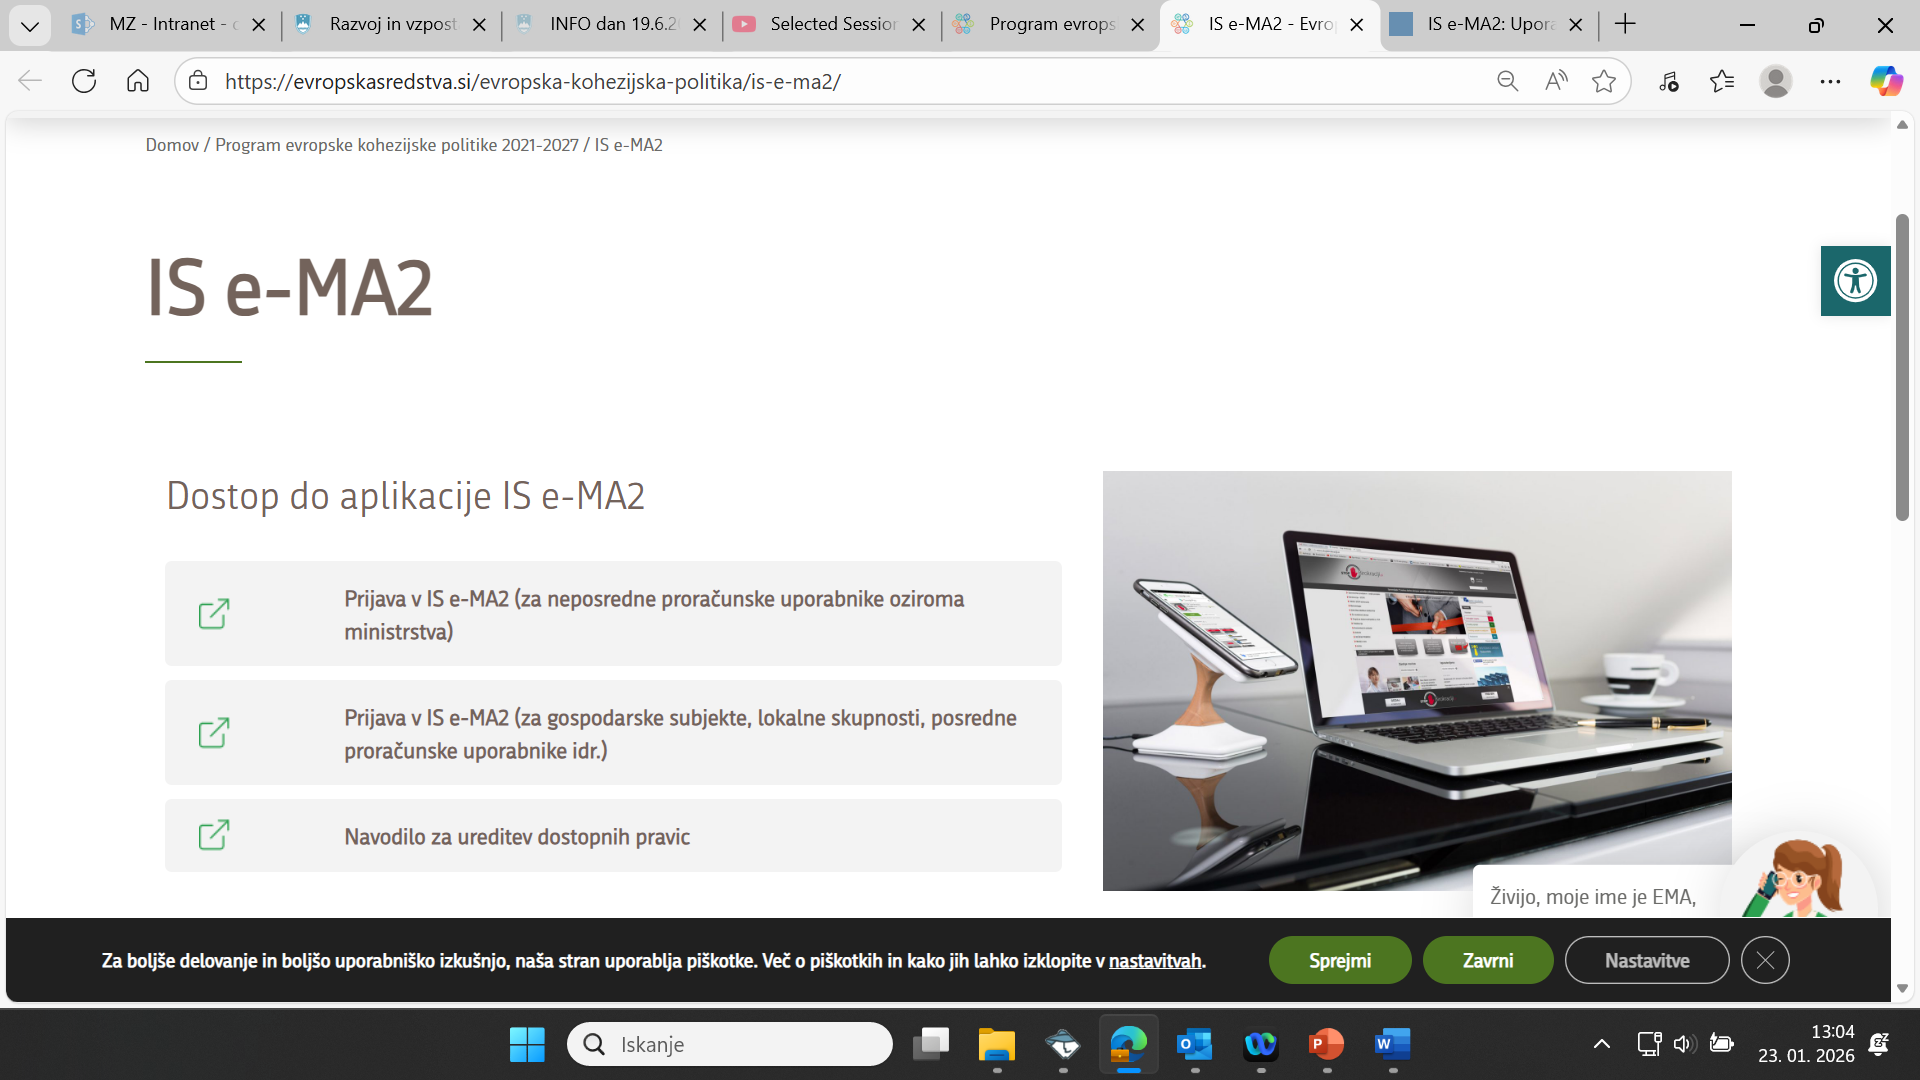 MZ - Intranet -
Razvoj in vzpost
INFO dan 19.6.2
Selected Session
Program evrops
IS e-MA2 - Evro
IS e-MA2: Upora
https://evropskasredstva.si/evropska-kohezijska-politika/is-e-ma2/
Domov / Program evropske kohezijske politike 2021-2027 / IS e-MA2
IS e-MA2
Dostop do aplikacije IS e-MA2
Prijava v IS e-MA2 (za neposredne proračunske uporabnike oziroma
ministrstva)
Prijava v IS e-MA2 (za gospodarske subjekte, lokalne skupnosti, posredne
proračunske uporabnike idr.)
Navodilo za ureditev dostopnih pravic
Živijo, moje ime je EMA,
Za boljše delovanje in boljšo uporabniško izkušnjo, naša stran uporablja piškotke. Več o piškotkih in kako jih lahko izklopite v nastavitvah.
Sprejmi
Zavrni
Nastavitve
Iskanje
13:04
23. 01. 2026